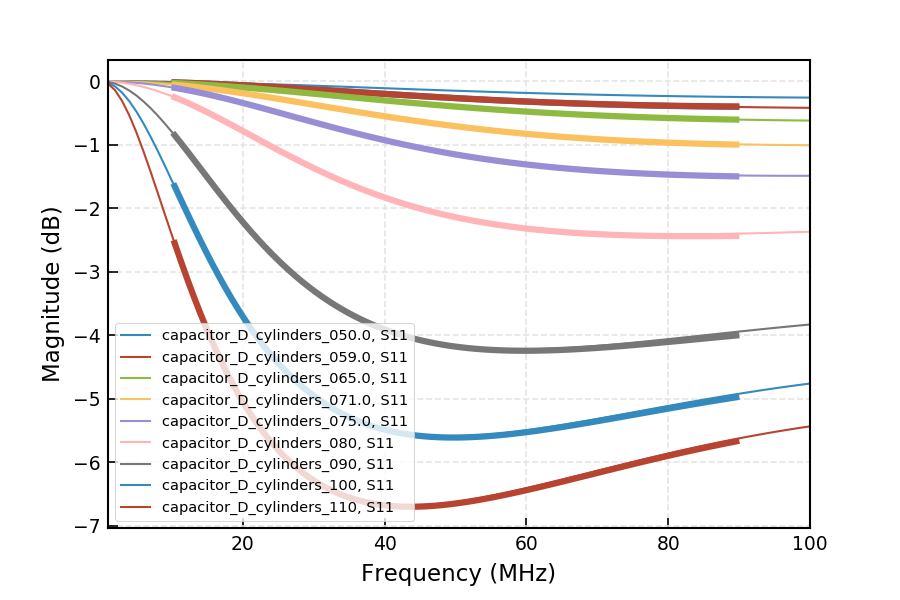 0
−1
−2
−3
−4
−5
−6
−7
Magnitude (dB)
capacitor_D_cylinders_050.0, S11
capacitor_D_cylinders_059.0, S11
capacitor_D_cylinders_065.0, S11
capacitor_D_cylinders_071.0, S11
capacitor_D_cylinders_075.0, S11
capacitor_D_cylinders_080, S11
capacitor_D_cylinders_090, S11
capacitor_D_cylinders_100, S11
capacitor_D_cylinders_110, S11
20 40 60 80 100
Frequency (MHz)